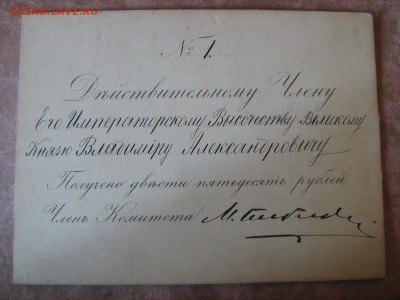 № 1.
Дѣйствительному Члену
Его Императорскому Высочеству Великому
Князю Владиміру Александровичу
Получено двѣсти пятьдесятъ рублей
Членъ Комитета М.